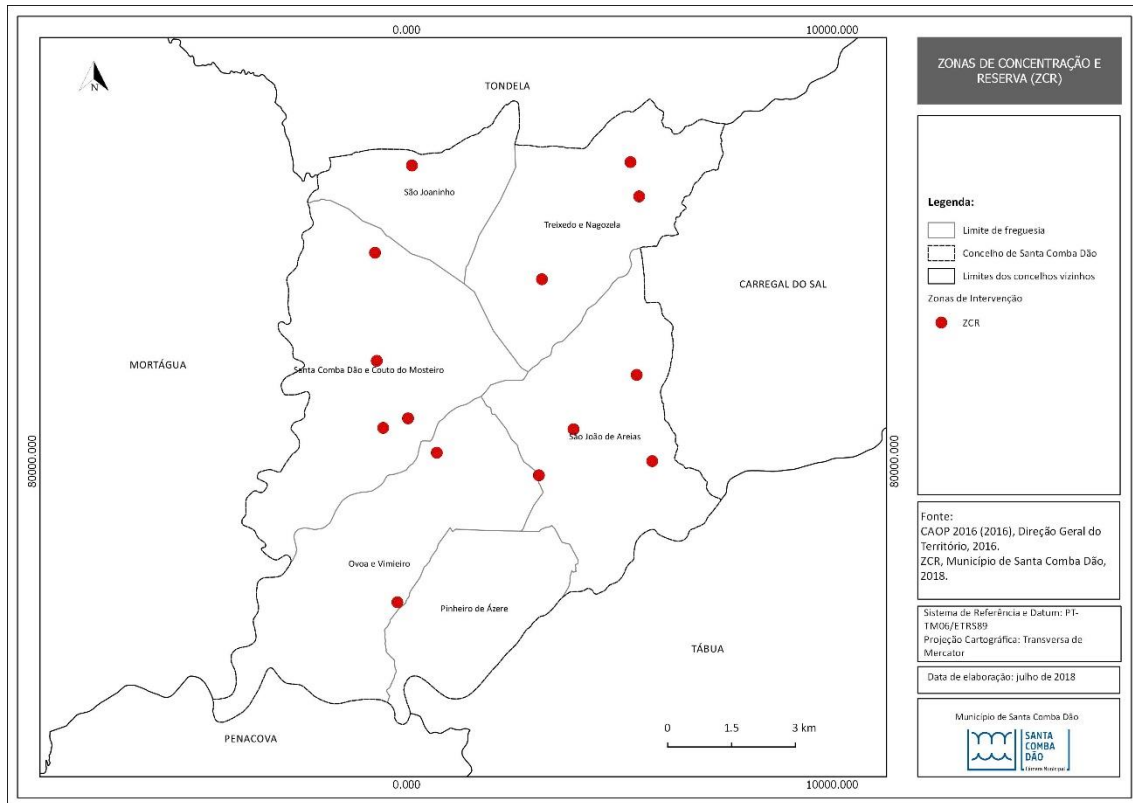 0.000
10000.000
N
TONDELA
São Joaninho
Treixedo e Nagozela
CARREGAL DO SAL
MORTÁGUA
Santa Comba Dão e Couto do Mosteiro
São João de Areias
80000.000
80000.000
Ovoa e Vimieiro
Pinheiro de Ázere
TÁBUA
PENACOVA
0
1.5
3 km
0.000
10000.000
ZONAS DE CONCENTRAÇÃO E
RESERVA (ZCR)
Legenda:
Limite de freguesia
Concelho de Santa Comba Dão
Limites dos concelhos vizinhos
Zonas de Intervenção
ZCR
Fonte:
CAOP 2016 (2016), Direção Geral do
Território, 2016.
ZCR, Município de Santa Comba Dão,
2018.
Sistema de Referência e Datum: PT-
TM06/ETRS89
Projeção Cartográfica: Transversa de
Mercator
Data de elaboração: julho de 2018
Município de Santa Comba Dão
SANTA
COMBA
DÃO
Câmara Municipal